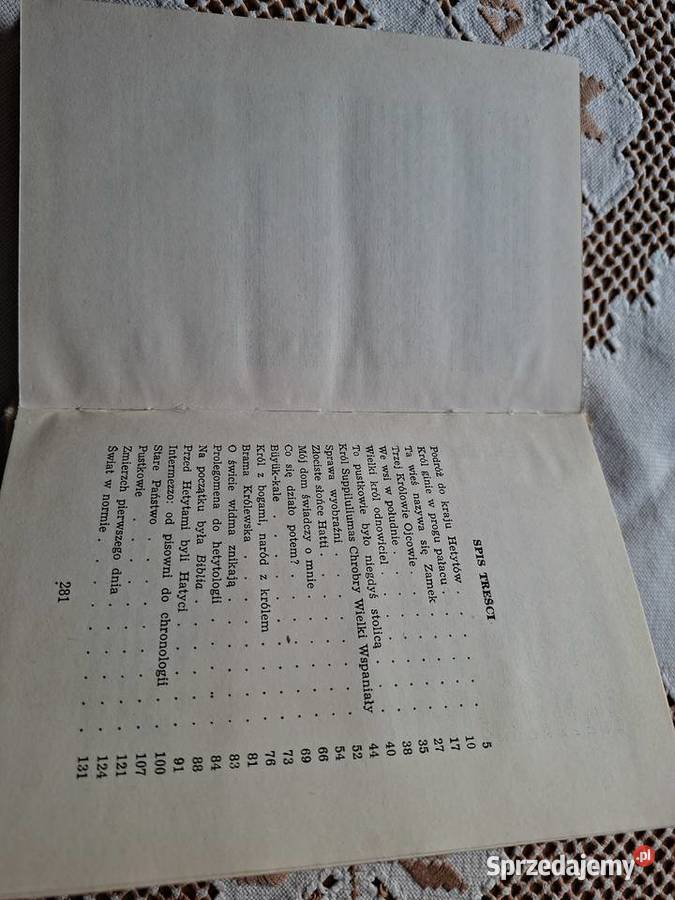 SPIS TREŚCI
Podróż do kraju Hetytów . . . . . 5
Król ginie w progu pałacu . . . . . 10
Ta wieś nazywa się Zamek . . . . . 17
Trzej Królowie Ojcowie . . . . . 27
We wsi w południe . . . . . 35
Wielki król odnowiciel . . . . . 38
To pustkowie było niegdyś stolicą . . . 40
Król Suppiluliumas Chrobry Wielki Wspaniały 44
Sprawa wyobraźni . . . . . 52
Złociste słońce Hatti . . . . . 54
Mój dom świadczy o mnie . . . . . 66
Co się działo potem? . . . . . 69
Büyük-kale . . . . . 73
Król z bogami, naród z królem . . . . 76
Brama Królewska . . . . . 81
O świcie widma znikają . . . . . 83
Prolegomena do hetytologii . . . . . 84
Na początku była Biblia . . . . . 88
Przed Hetytami byli Hatyci . . . . . 91
Intermezzo: od pisowni do chronologii . . 100
Stare Państwo . . . . . 107
Pustkowie . . . . . 121
Zmierzch pierwszego dnia . . . . . 124
Świat w normie . . . . . 131
281
Sprzedajemy.pl